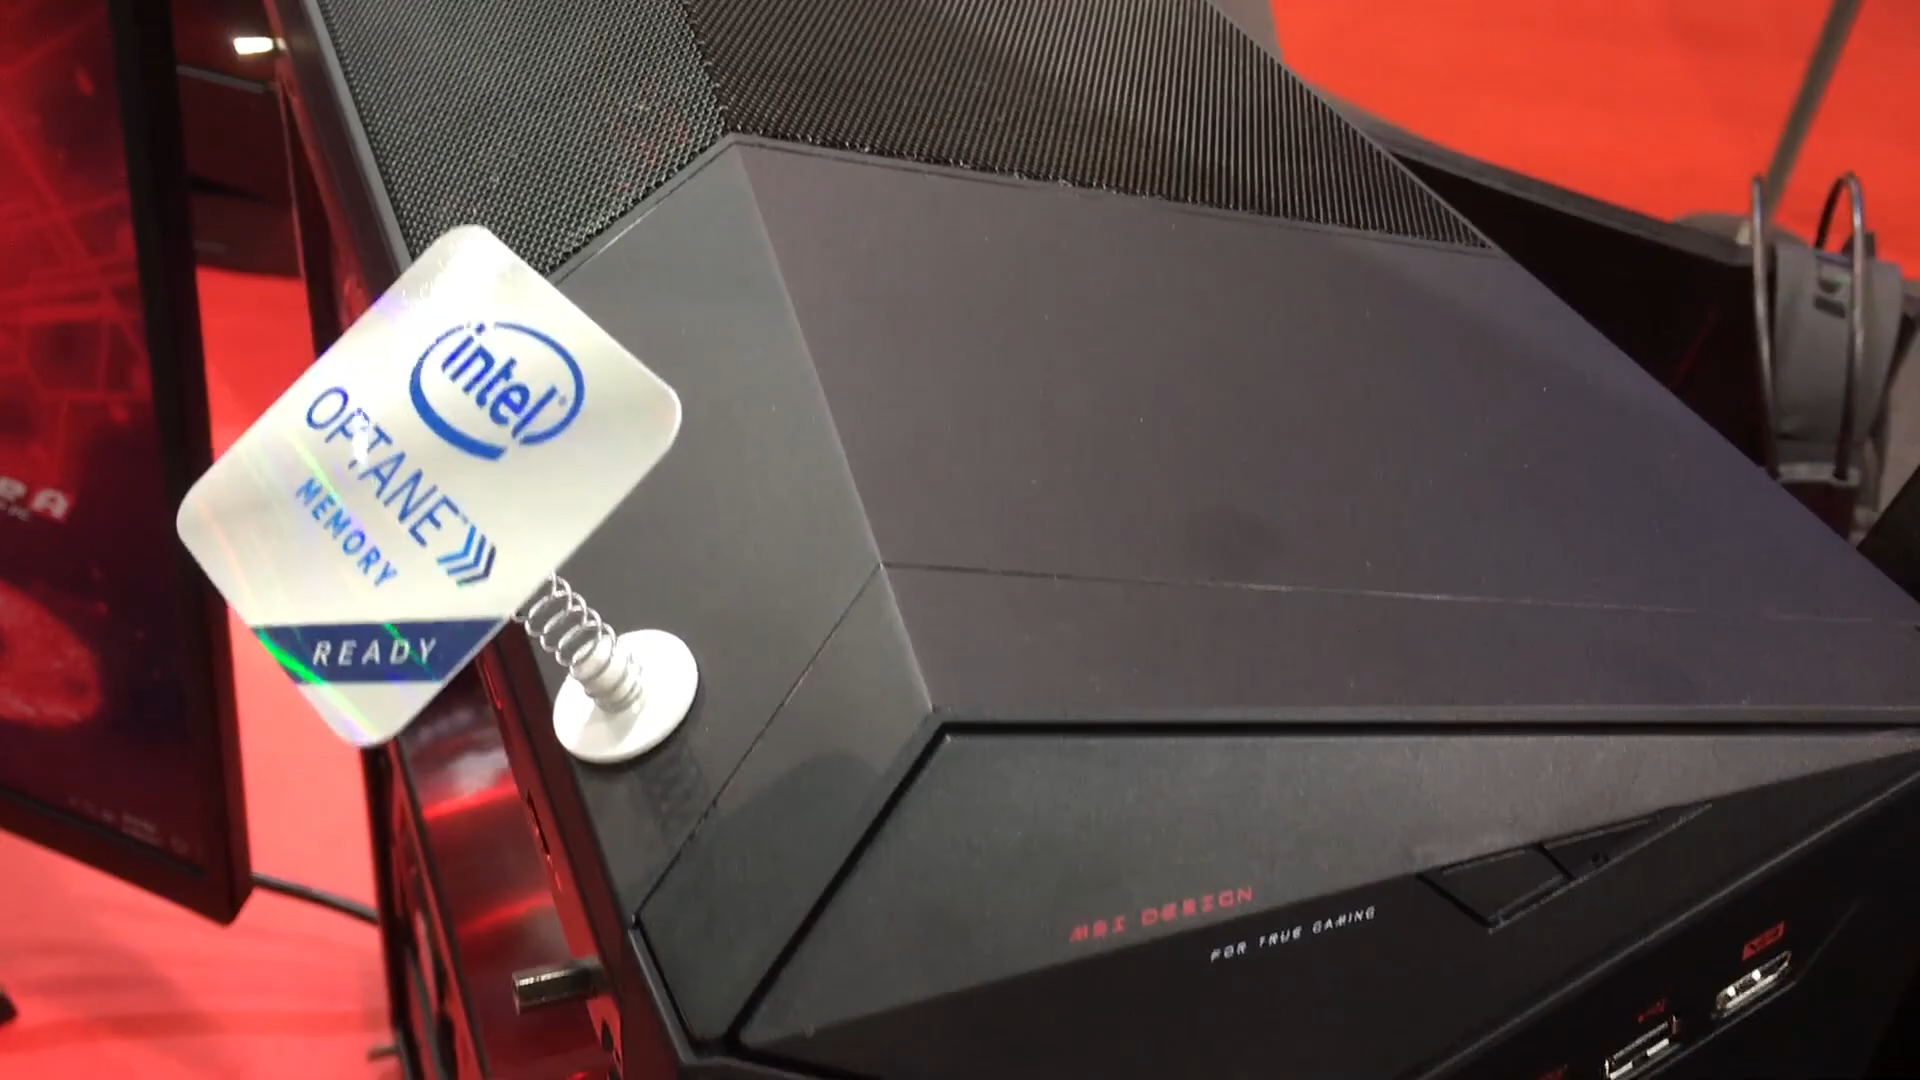 intel
OPTANE
MEMORY
READY
MSI DESIGN
FOR TRUE GAMING